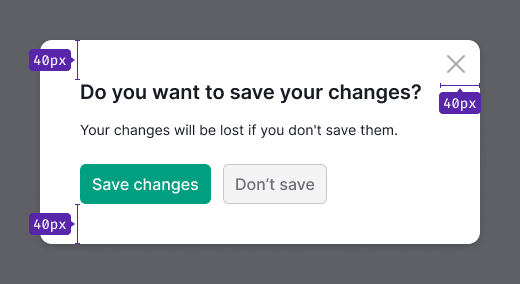 40px
Do you want to save your changes?
40px
Your changes will be lost if you don't save them.
Save changes
Don’t save
40px